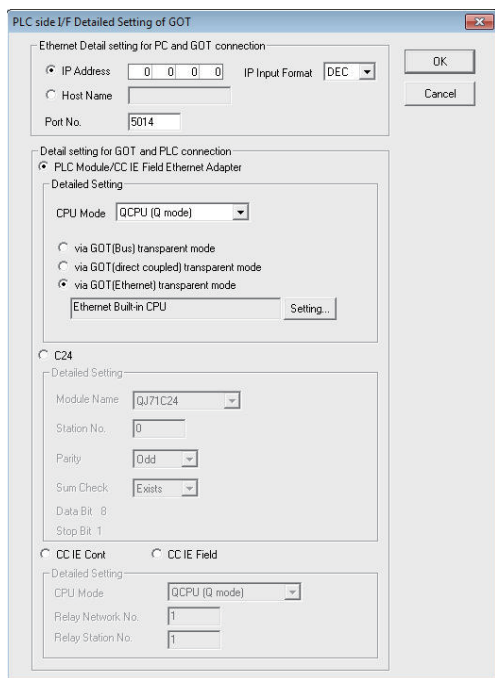 PLC side I/F Detailed Setting of GOT
Ethernet Detail setting for PC and GOT connection
IP Address 0 0 0 0 IP Input Format DEC
Host Name
Port No. 5014
OK
Cancel
Detail setting for GOT and PLC connection
PLC Module/CC IE Field Ethernet Adapter
Detailed Setting
CPU Mode QCPU (Q mode)
via GOT(Bus) transparent mode
via GOT(direct coupled) transparent mode
via GOT(Ethernet) transparent mode
Ethernet Built-in CPU Setting...
C24
Detailed Setting
Module Name QJ71C24
Station No. 0
Parity Odd
Sum Check Exists
Data Bit 8
Stop Bit 1
CC IE Cont CC IE Field
Detailed Setting
CPU Mode QCPU (Q mode)
Relay Network No. 1
Relay Station No. 1